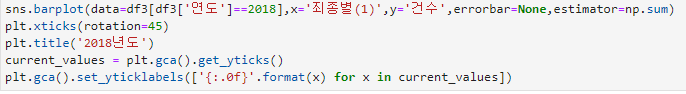 sns.barplot(data=df3[df3['연도']==2018],x='죄종별(1)',y='건수',errorbar=None,estimator=np.sum)
plt.xticks(rotation=45)
plt.title('2018년도')
current_values = plt.gca().get_yticks()
plt.gca().set_yticklabels(['{:.0f}'.format(x) for x in current_values])